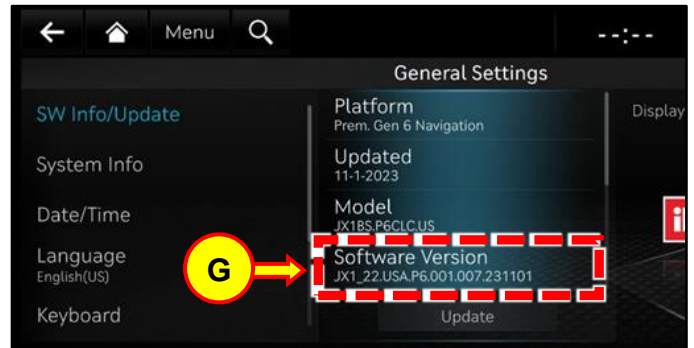 Menu
--:--
General Settings
SW Info/Update
System Info
Date/Time
Language
English(US)
Keyboard
Platform
Prem. Gen 6 Navigation
Updated
11-1-2023
Model
JX1BS.P6CLC.US
Software Version
JX1_22.USA.P6.001.007.231101
Update
Display
G